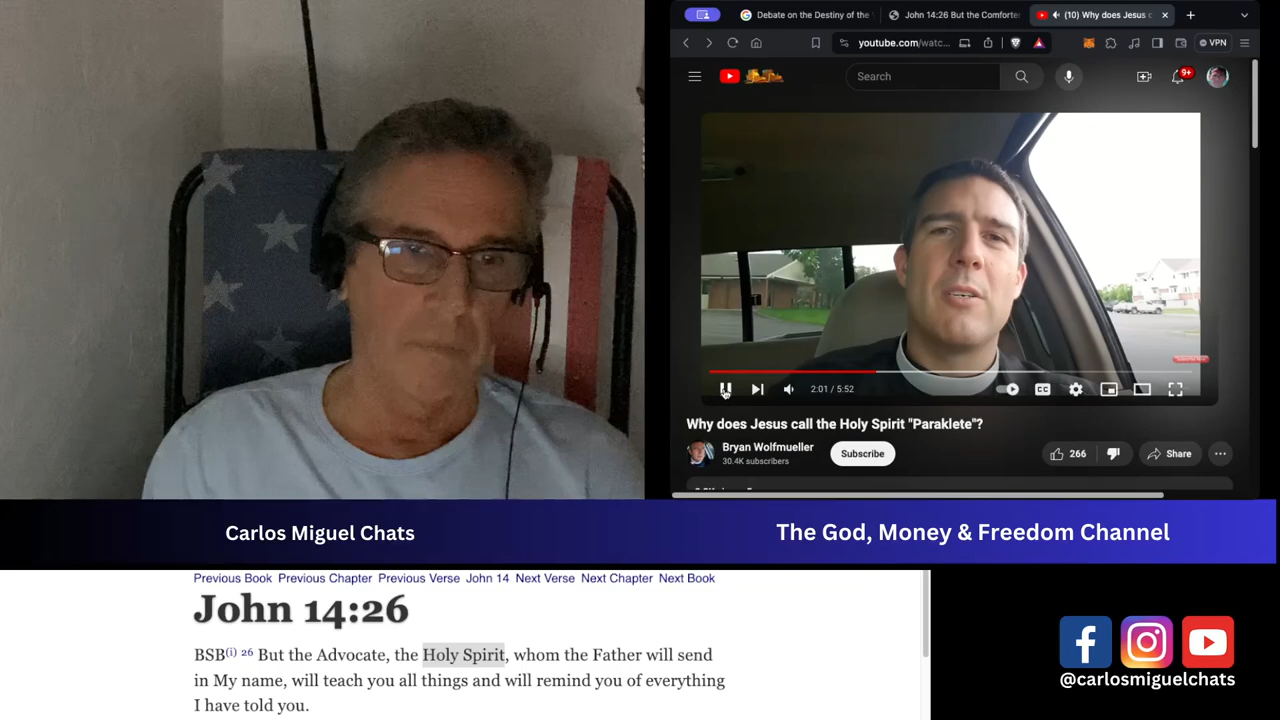 Debate on the Destiny of the
John 14:26 But the Comforter
(10) Why does Jesus c
youtube.com/watc...
VPN
Search
9+
2:01 / 5:52
CC
Why does Jesus call the Holy Spirit "Paraklete"?
Bryan Wolfmueller
30.4K subscribers
Subscribe
266
Share
Carlos Miguel Chats
The God, Money & Freedom Channel
Previous Book Previous Chapter Previous Verse John 14 Next Verse Next Chapter Next Book
John 14:26
BSB(i) 26 But the Advocate, the Holy Spirit, whom the Father will send
in My name, will teach you all things and will remind you of everything
I have told you.
@carlosmiguelchats